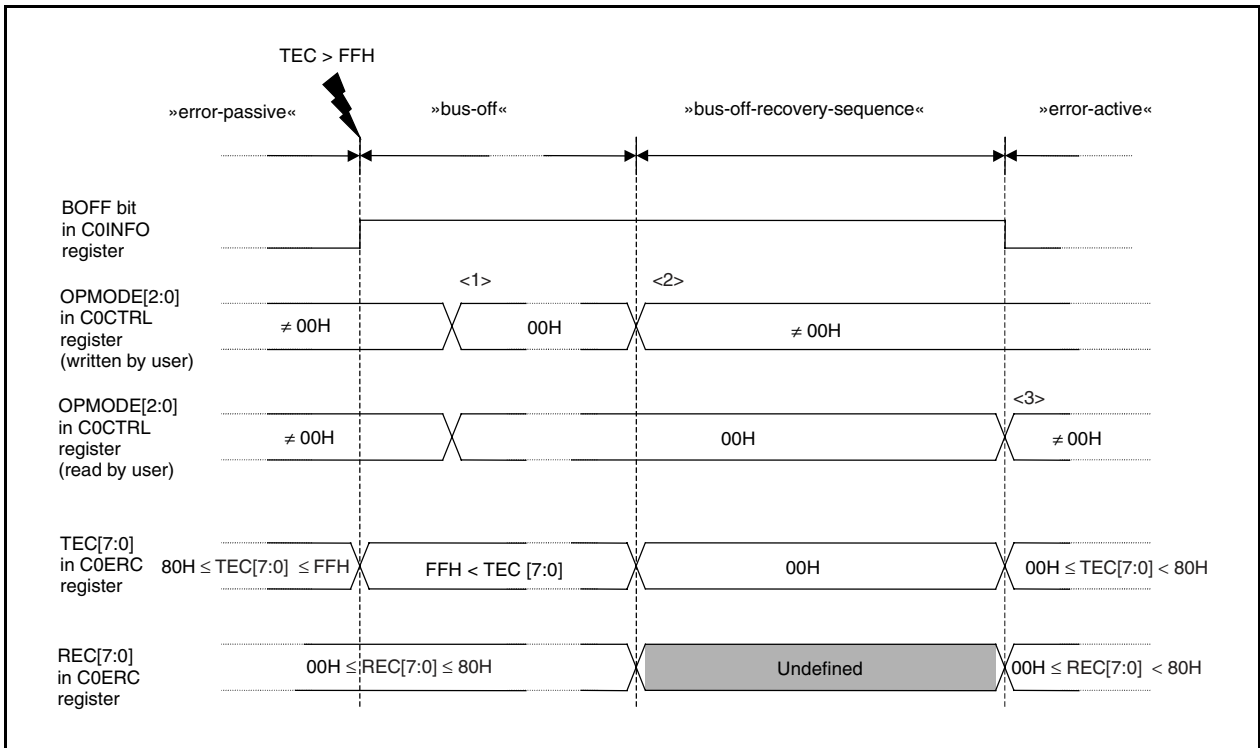 TEC > FFH
»error-passive«
»bus-off«
»bus-off-recovery-sequence«
»error-active«
BOFF bit
in C0INFO
register
<1>
<2>
OPMODE[2:0]
in C0CTRL
register
(written by user)
≠ 00H
00H
≠ 00H
<3>
OPMODE[2:0]
in C0CTRL
register
(read by user)
≠ 00H
00H
≠ 00H
TEC[7:0]
in C0ERC
register
80H ≤ TEC[7:0] ≤ FFH
FFH < TEC [7:0]
00H
00H ≤ TEC[7:0] < 80H
REC[7:0]
in C0ERC
register
00H ≤ REC[7:0] ≤ 80H
Undefined
00H ≤ REC[7:0] < 80H